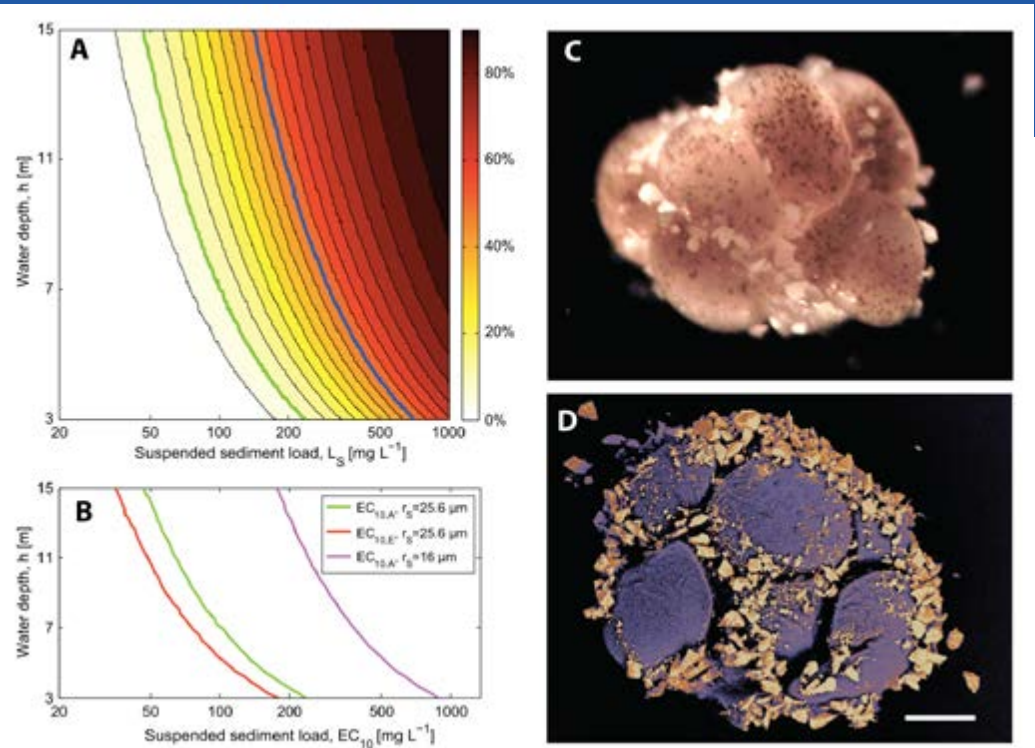 A
15
11
7
3
Water depth, h [m]
20 50 100 200 500 1000
Suspended sediment load, L_S [mg L⁻¹]
80%
60%
40%
20%
0%
B
15
11
7
3
Water depth, h [m]
EC₁₀,A, r_S=25.6 µm
EC₁₀,E, r_S=25.6 µm
EC₁₀,A, r_S=16 µm
20 50 100 200 500 1000
Suspended sediment load, EC₁₀ [mg L⁻¹]
C
D